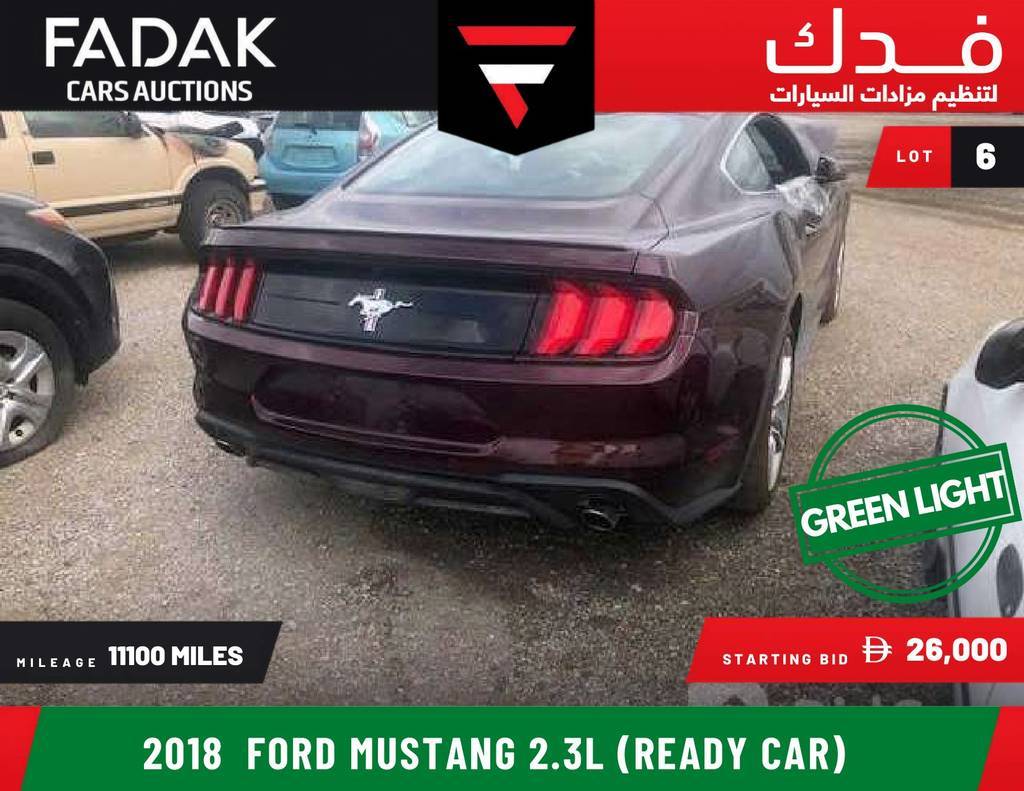 FADAK
CARS AUCTIONS
فدك
لتنظيم مزادات السيارات
LOT 6
GREEN LIGHT
MILEAGE 11100 MILES
STARTING BID 26,000
2018 FORD MUSTANG 2.3L (READY CAR)